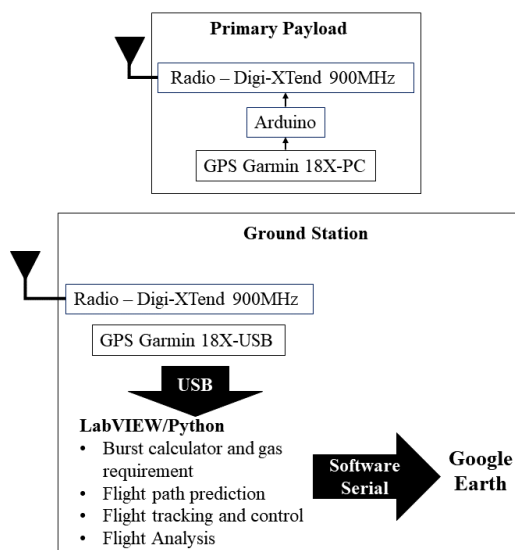 Primary Payload
Radio – Digi-XTend 900MHz
Arduino
GPS Garmin 18X-PC
Ground Station
Radio – Digi-XTend 900MHz
GPS Garmin 18X-USB
USB
LabVIEW/Python
• Burst calculator and gas
requirement
• Flight path prediction
• Flight tracking and control
• Flight Analysis
Software
Serial
Google
Earth